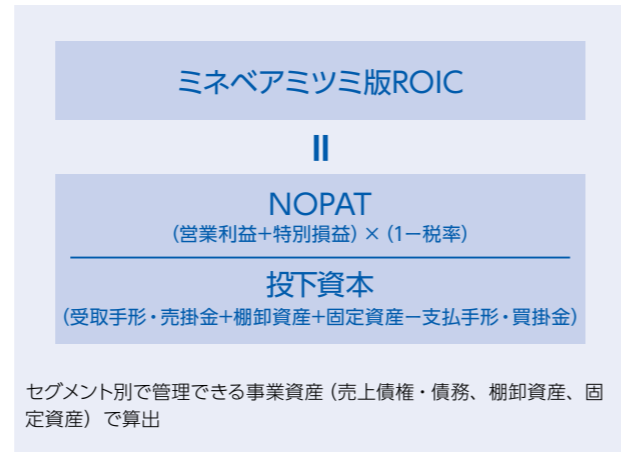 ミネベアミツミ版ROIC
=
NOPAT
(営業利益+特別損益)×(1ー税率)
投下資本
(受取手形・売掛金+棚卸資産+固定資産ー支払手形・買掛金)
セグメント別で管理できる事業資産(売上債権・債務、棚卸資産、固
定資産)で算出